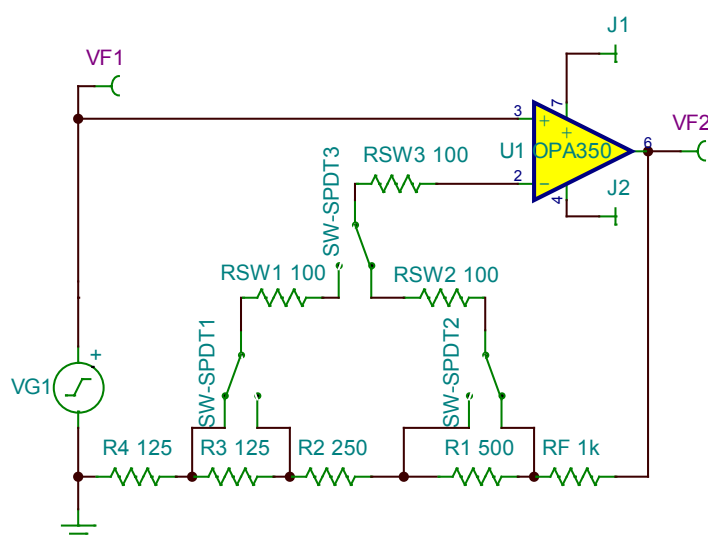 J1
VF1
3
7
+
+
6
VF2
U1 OPA350
RSW3 100
2
−
4
J2
SW-SPDT3
RSW1 100
RSW2 100
SW-SPDT1
SW-SPDT2
+
VG1
R4 125
R3 125
R2 250
R1 500
RF 1k